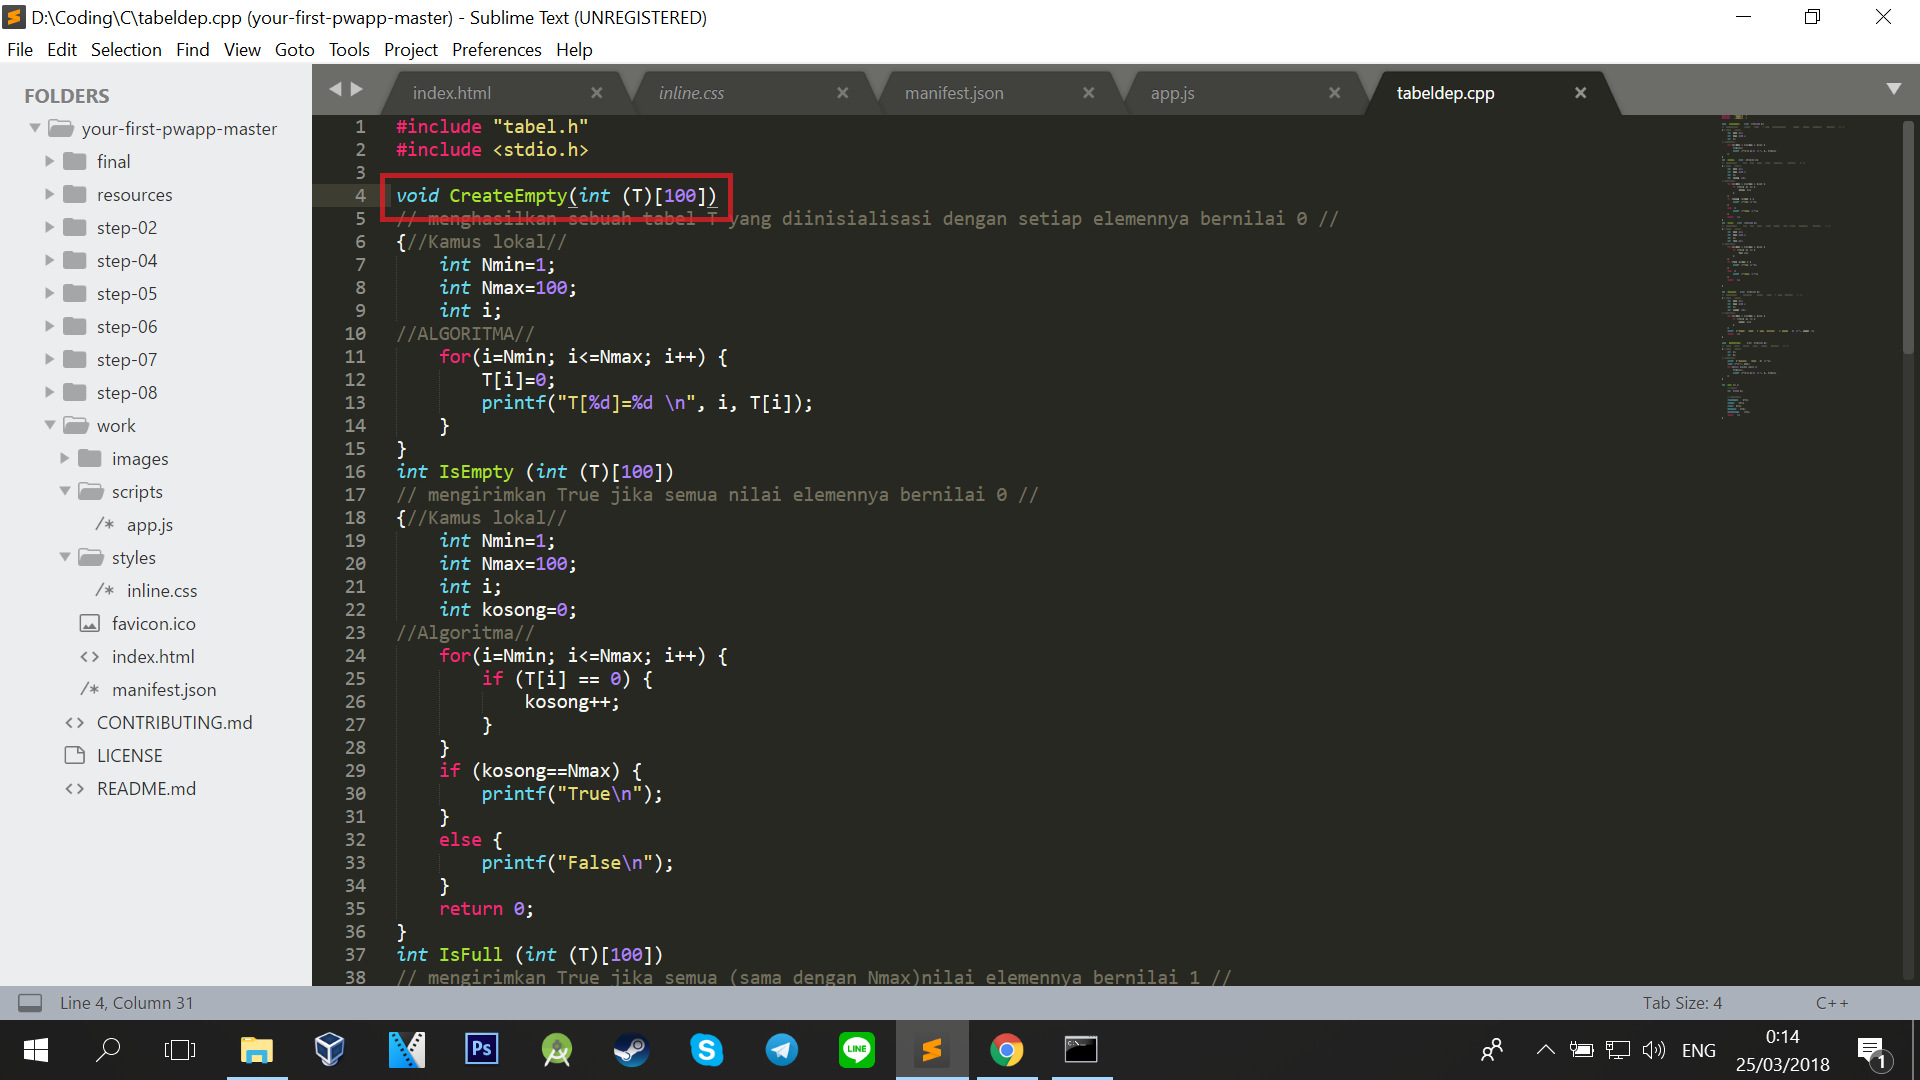 D:\Coding\C\tabeldep.cpp (your-first-pwapp-master) - Sublime Text (UNREGISTERED)
File Edit Selection Find View Goto Tools Project Preferences Help
FOLDERS
your-first-pwapp-master
final
resources
step-02
step-04
step-05
step-06
step-07
step-08
work
images
scripts
/* app.js
styles
/* inline.css
favicon.ico
<> index.html
/* manifest.json
<> CONTRIBUTING.md
LICENSE
<> README.md
index.html × inline.css × manifest.json × app.js × tabeldep.cpp ×
1 #include "tabel.h"
2 #include <stdio.h>
3
4 void CreateEmpty(int (T)[100])
5 // menghasilkan sebuah tabel T yang diinisialisasi dengan setiap elemennya bernilai 0 //
6 {//Kamus lokal//
7 int Nmin=1;
8 int Nmax=100;
9 int i;
10 //ALGORITMA//
11 for(i=Nmin; i<=Nmax; i++) {
12 T[i]=0;
13 printf("T[%d]=%d \n", i, T[i]);
14 }
15 }
16 int IsEmpty (int (T)[100])
17 // mengirimkan True jika semua nilai elemennya bernilai 0 //
18 {//Kamus lokal//
19 int Nmin=1;
20 int Nmax=100;
21 int i;
22 int kosong=0;
23 //Algoritma//
24 for(i=Nmin; i<=Nmax; i++) {
25 if (T[i] == 0) {
26 kosong++;
27 }
28 }
29 if (kosong==Nmax) {
30 printf("True\n");
31 }
32 else {
33 printf("False\n");
34 }
35 return 0;
36 }
37 int IsFull (int (T)[100])
38 // mengirimkan True jika semua (sama dengan Nmax)nilai elemennya bernilai 1 //
Line 4, Column 31
Tab Size: 4
C++
Ps
LINE
ENG
0:14
25/03/2018
1